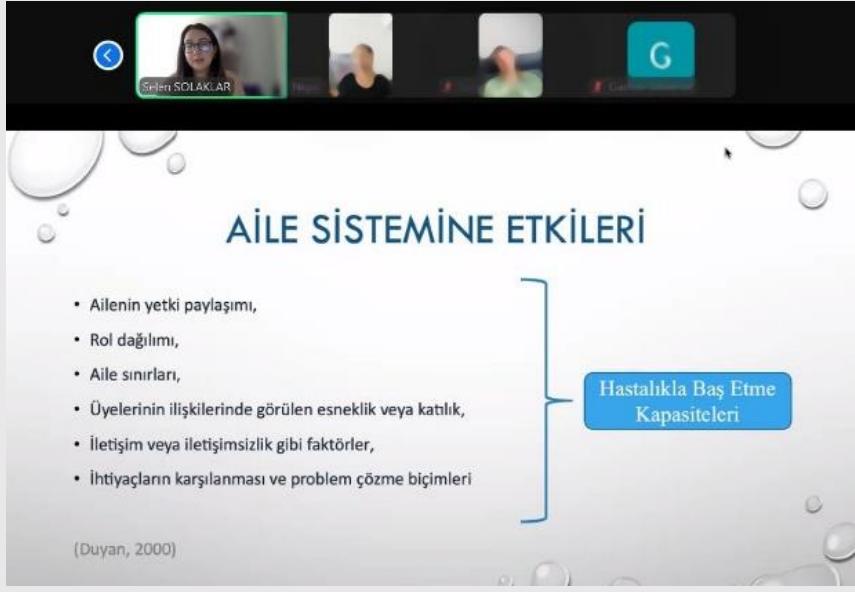 Selen SOLAKLAR
G
AİLE SİSTEMİNE ETKİLERİ
• Ailenin yetki paylaşımı,
• Rol dağılımı,
• Aile sınırları,
• Üyelerinin ilişkilerinde görülen esneklik veya katılık,
• İletişim veya iletişimsizlik gibi faktörler,
• İhtiyaçların karşılanması ve problem çözme biçimleri
Hastalıkla Baş Etme
Kapasiteleri
(Duyan, 2000)